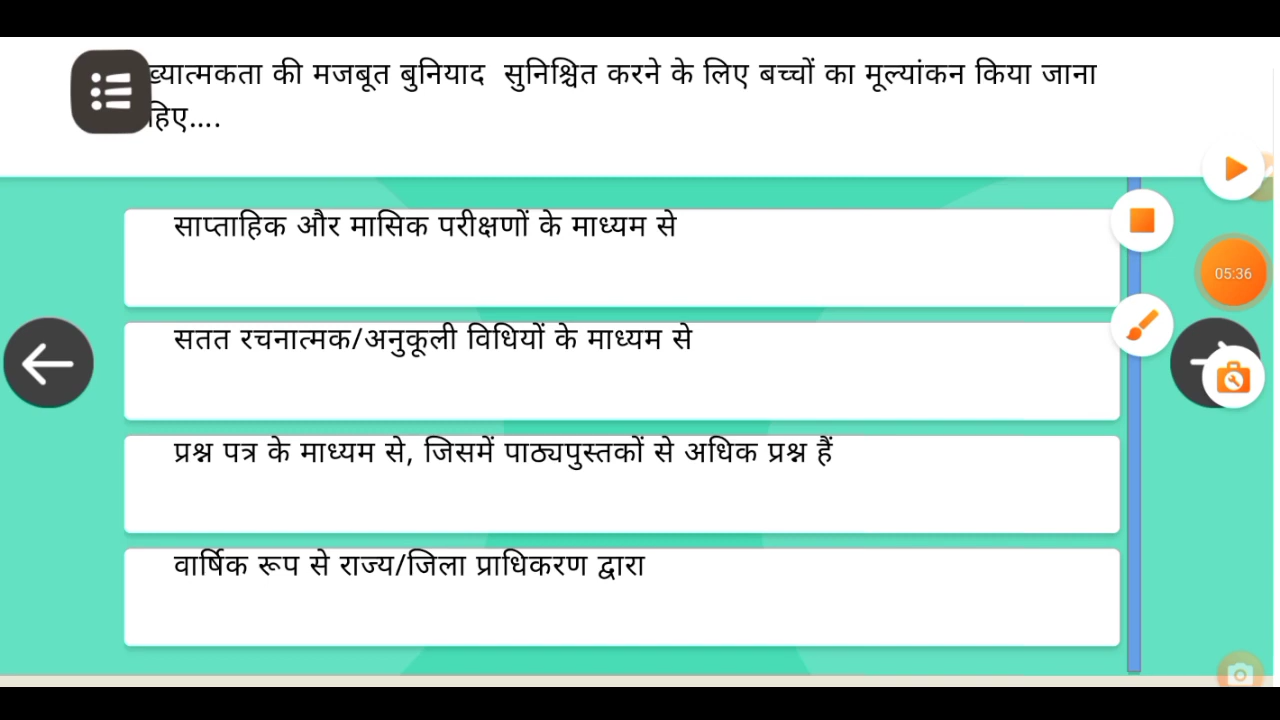 की मजबूत बुनियाद सुनिश्चित करने के लिए बच्चों का मूल्यांकन किया जाना
साप्ताहिक और मासिक परीक्षणों के माध्यम से
सतत रचनात्मक/अनुकूली विधियों के माध्यम से
05:36
प्रश्न पत्र के माध्यम से, जिसमें पाठ्यपुस्तकों से अधिक प्रश्न हैं
वार्षिक रूप से राज्य/जिला प्राधिकरण द्वारा